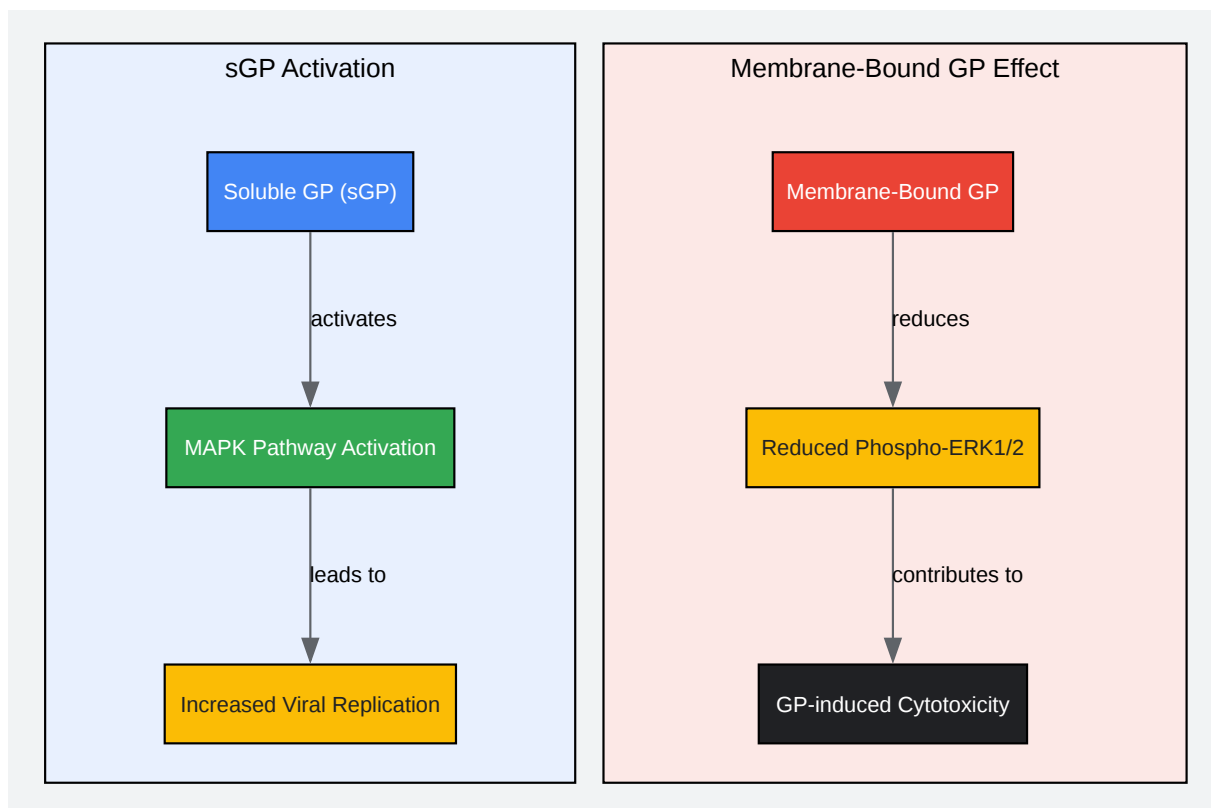 sGP Activation
Soluble GP (sGP)
activates
MAPK Pathway Activation
leads to
Increased Viral Replication
Membrane-Bound GP Effect
Membrane-Bound GP
reduces
Reduced Phospho-ERK1/2
contributes to
GP-induced Cytotoxicity